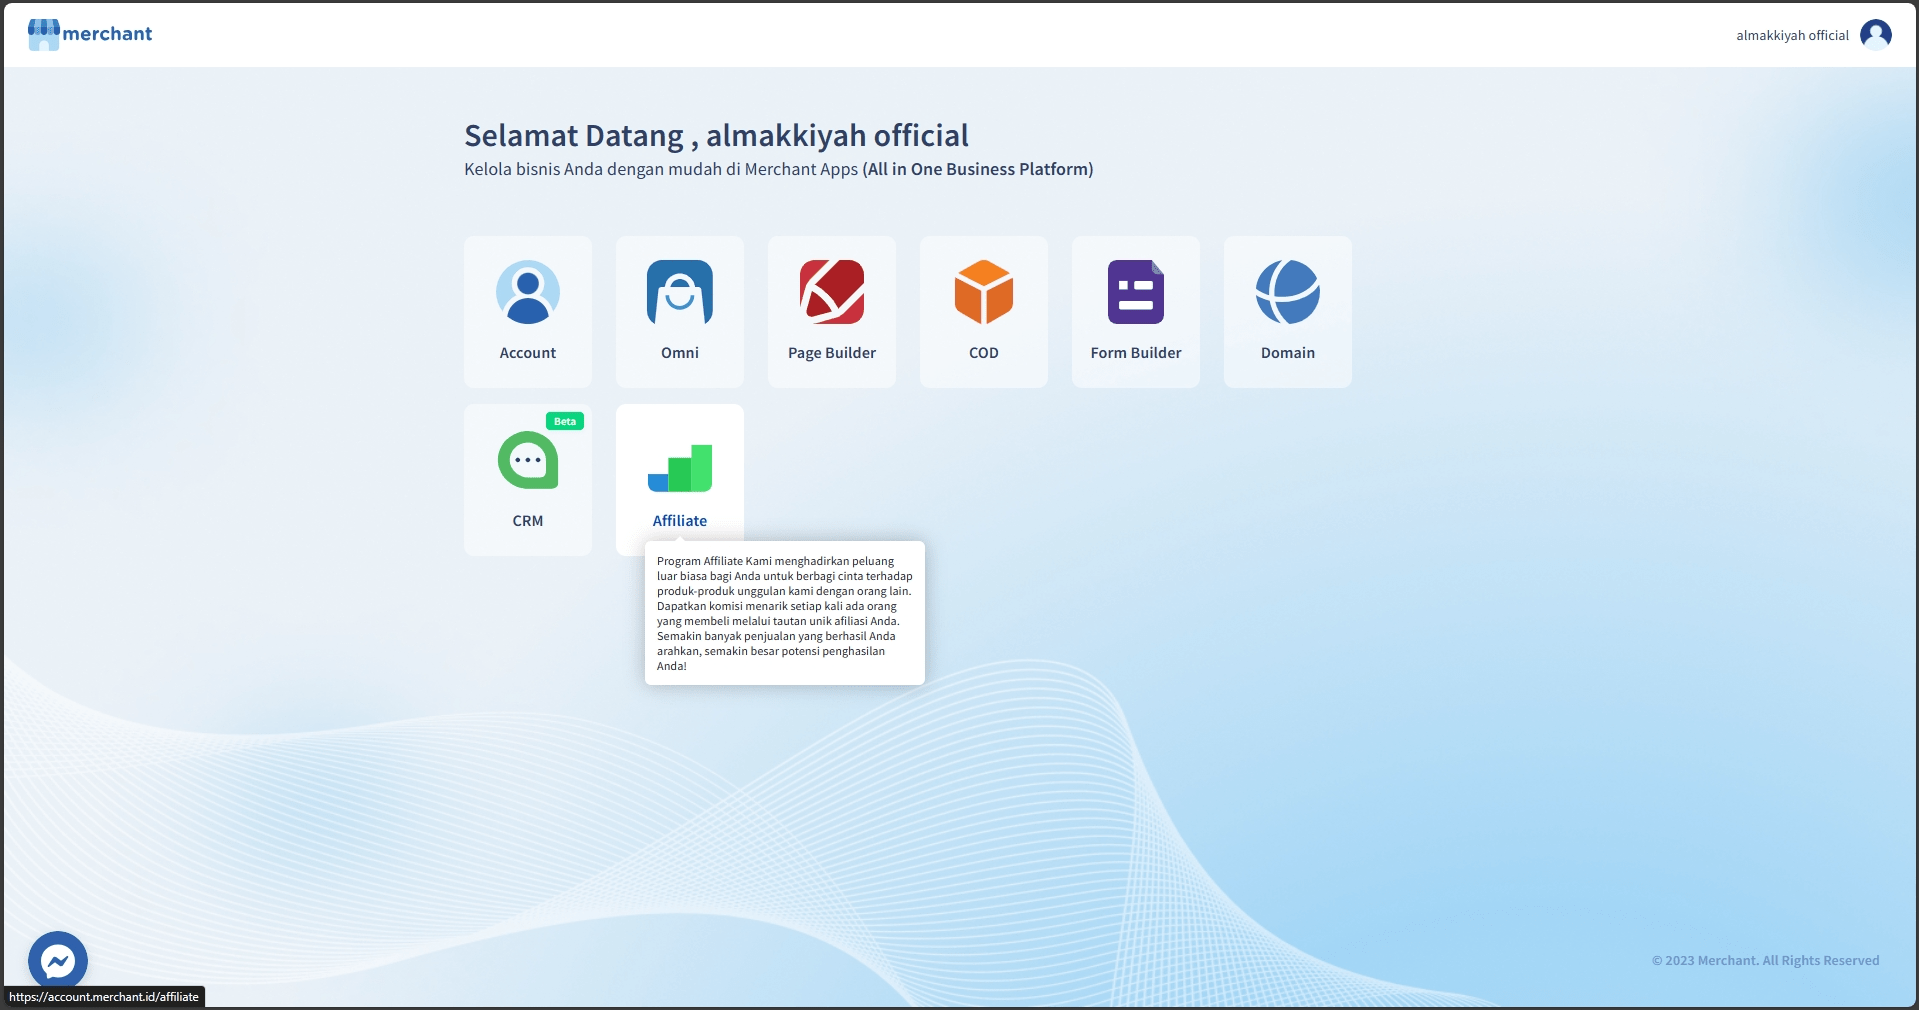 merchant
almakkiyah official
Selamat Datang , almakkiyah official
Kelola bisnis Anda dengan mudah di Merchant Apps (All in One Business Platform)
Account
Omni
Page Builder
COD
Form Builder
Domain
Beta
CRM
Affiliate
Program Affiliate Kami menghadirkan peluang
luar biasa bagi Anda untuk berbagi cinta terhadap
produk-produk unggulan kami dengan orang lain.
Dapatkan komisi menarik setiap kali ada orang
yang membeli melalui tautan unik afiliasi Anda.
Semakin banyak penjualan yang berhasil Anda
arahkan, semakin besar potensi penghasilan
Anda!
© 2023 Merchant. All Rights Reserved
https://account.merchant.id/affiliate